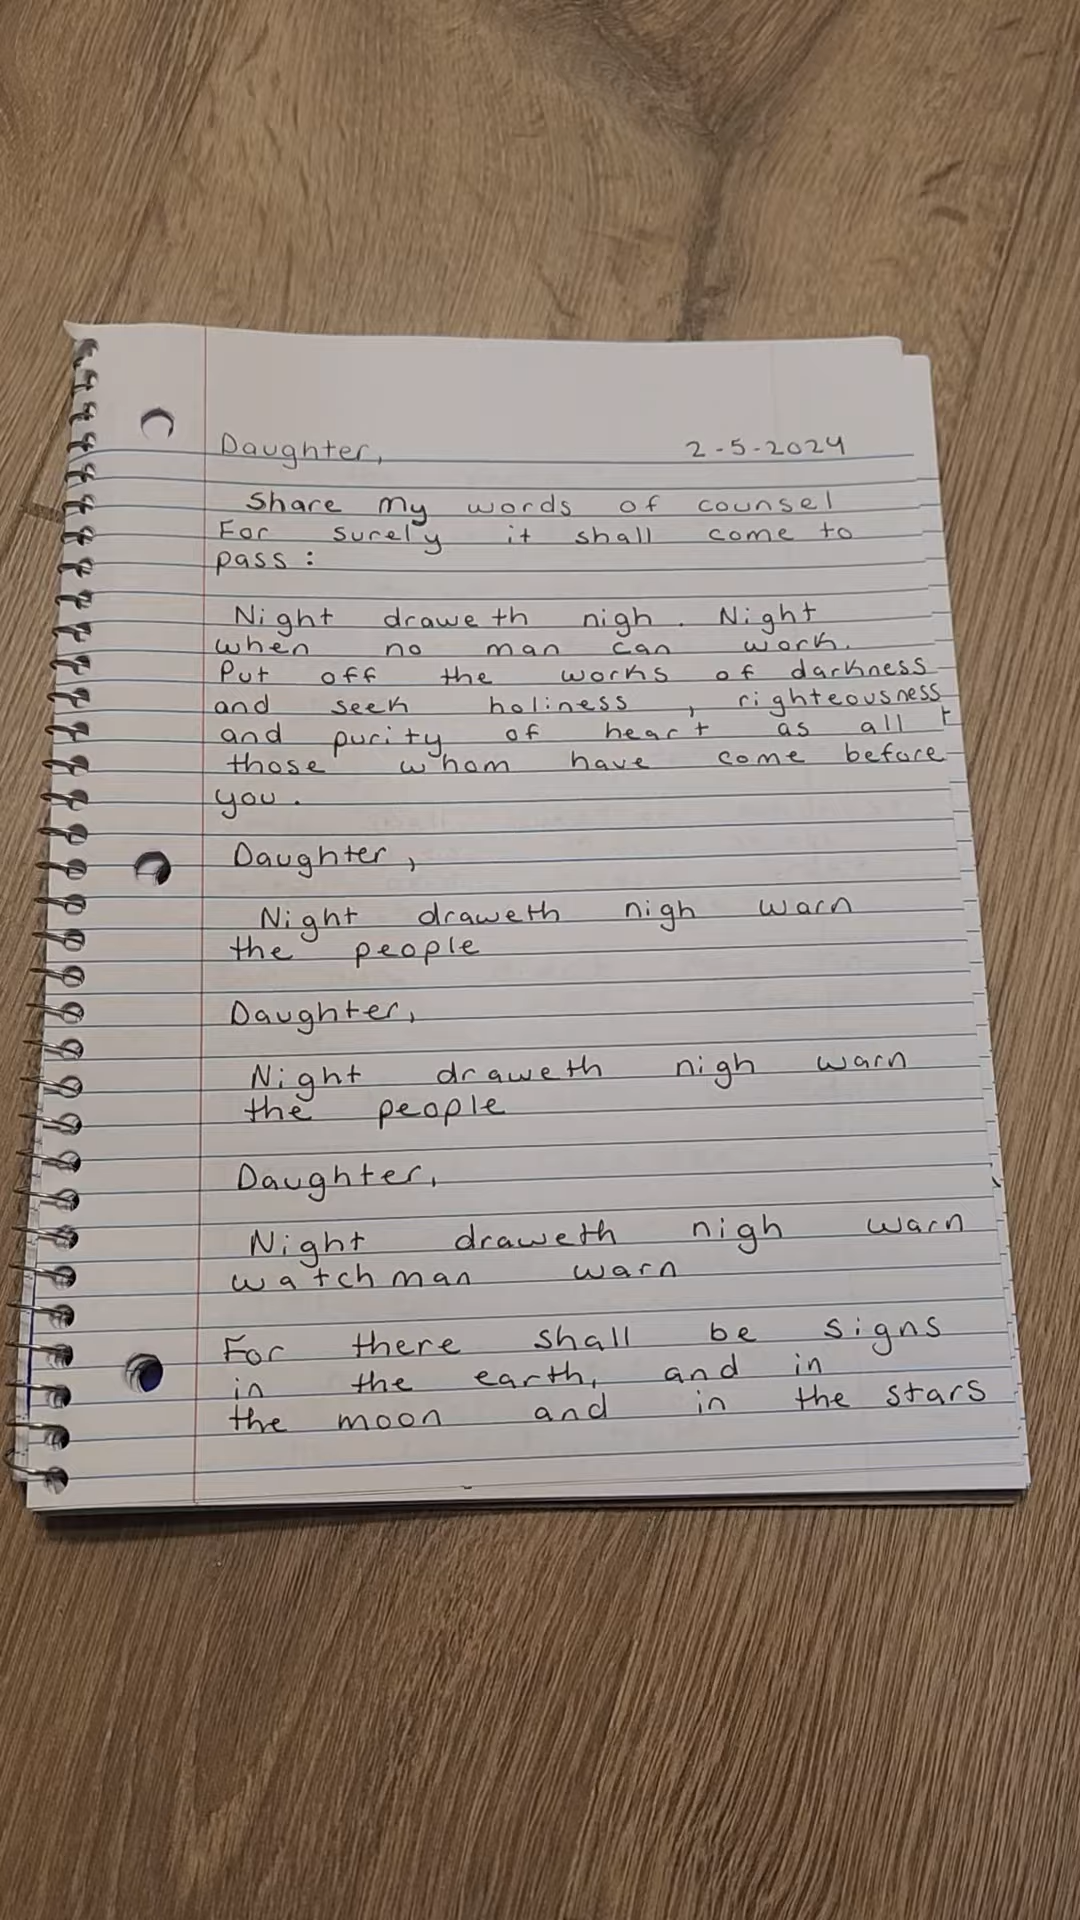 Daughter, 2-5-2024
Share my words of counsel
For surely it shall come to
pass:
Night draweth nigh. Night
when no man can work.
Put off the works of darkness
and seek holiness, righteousness
and purity of heart as all
those whom have come before
you.
Daughter,
Night draweth nigh warn
the people
Daughter,
Night draweth nigh warn
the people
Daughter,
Night draweth nigh warn
watchman warn
For there shall be signs
in the earth, and in
the moon and in the stars